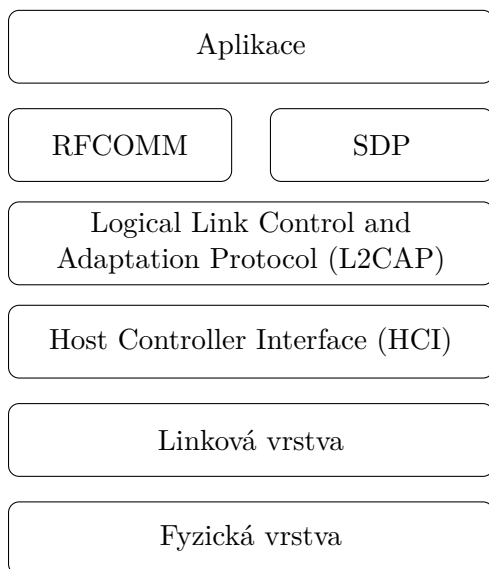 Aplikace
RFCOMM
SDP
Logical Link Control and
Adaptation Protocol (L2CAP)
Host Controller Interface (HCI)
Linková vrstva
Fyzická vrstva